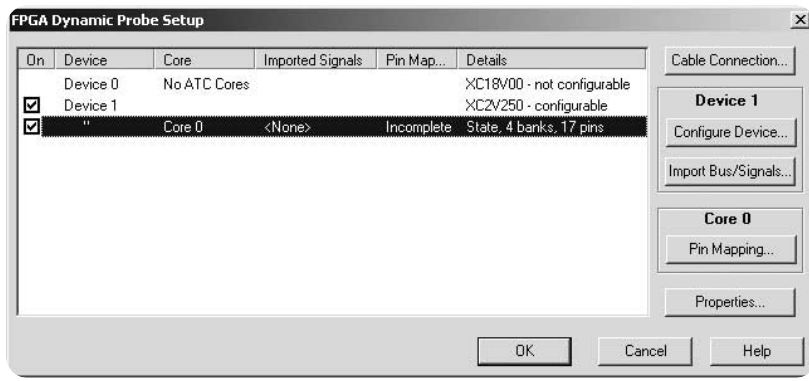 FPGA Dynamic Probe Setup
On Device Core Imported Signals Pin Map... Details
Device 0 No ATC Cores XC18V00 - not configurable
Device 1 XC2V250 - configurable
" Core 0 <None> Incomplete State, 4 banks, 17 pins
Cable Connection...
Device 1
Configure Device...
Import Bus/Signals...
Core 0
Pin Mapping...
Properties...
OK Cancel Help